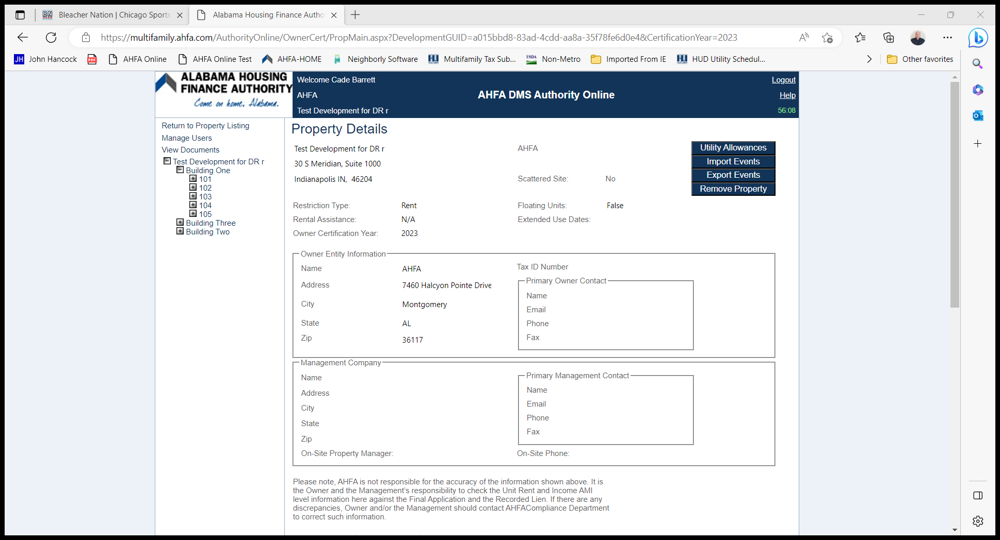 Bleacher Nation | Chicago Sports
Alabama Housing Finance Autho
https://multifamily.ahfa.com/AuthorityOnline/OwnerCert/PropMain.aspx?DevelopmentGUID=a015bbd8-83ad-4cdd-aa8a-35f78fe6d0e4&CertificationYear=2023
JH John Hancock
PDF
AHFA Online
AHFA Online Test
AHFA-HOME
Neighborly Software
Multifamily Tax Sub...
USDA Non-Metro
Imported From IE
HUD Utility Schedul...
Other favorites
ALABAMA HOUSING
FINANCE AUTHORITY
Come on home, Alabama.
Welcome Cade Barrett
AHFA
Test Development for DR r
AHFA DMS Authority Online
Logout
Help
56:08
Return to Property Listing
Manage Users
View Documents
Test Development for DR r
Building One
101
102
103
104
105
Building Three
Building Two
Property Details
Test Development for DR r
30 S Meridian, Suite 1000
Indianapolis IN, 46204
AHFA
Scattered Site: No
Utility Allowances
Import Events
Export Events
Remove Property
Restriction Type: Rent
Floating Units: False
Rental Assistance: N/A
Extended Use Dates:
Owner Certification Year: 2023
Owner Entity Information
Name AHFA
Address 7460 Halcyon Pointe Drive
City Montgomery
State AL
Zip 36117
Tax ID Number
Primary Owner Contact
Name
Email
Phone
Fax
Management Company
Name
Address
City
State
Zip
On-Site Property Manager:
Primary Management Contact
Name
Email
Phone
Fax
On-Site Phone:
Please note, AHFA is not responsible for the accuracy of the information shown above. It is
the Owner and the Management's responsibility to check the Unit Rent and Income AMI
level information here against the Final Application and the Recorded Lien. If there are any
discrepancies, Owner and/or the Management should contact AHFACompliance Department
to correct such information.